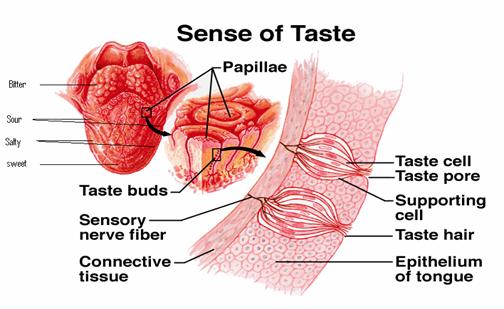 Sense of Taste
Papillae
Bitter
Sour
Salty
sweet
Taste buds
Sensory
nerve fiber
Connective
tissue
Taste cell
Taste pore
Supporting
cell
Taste hair
Epithelium
of tongue